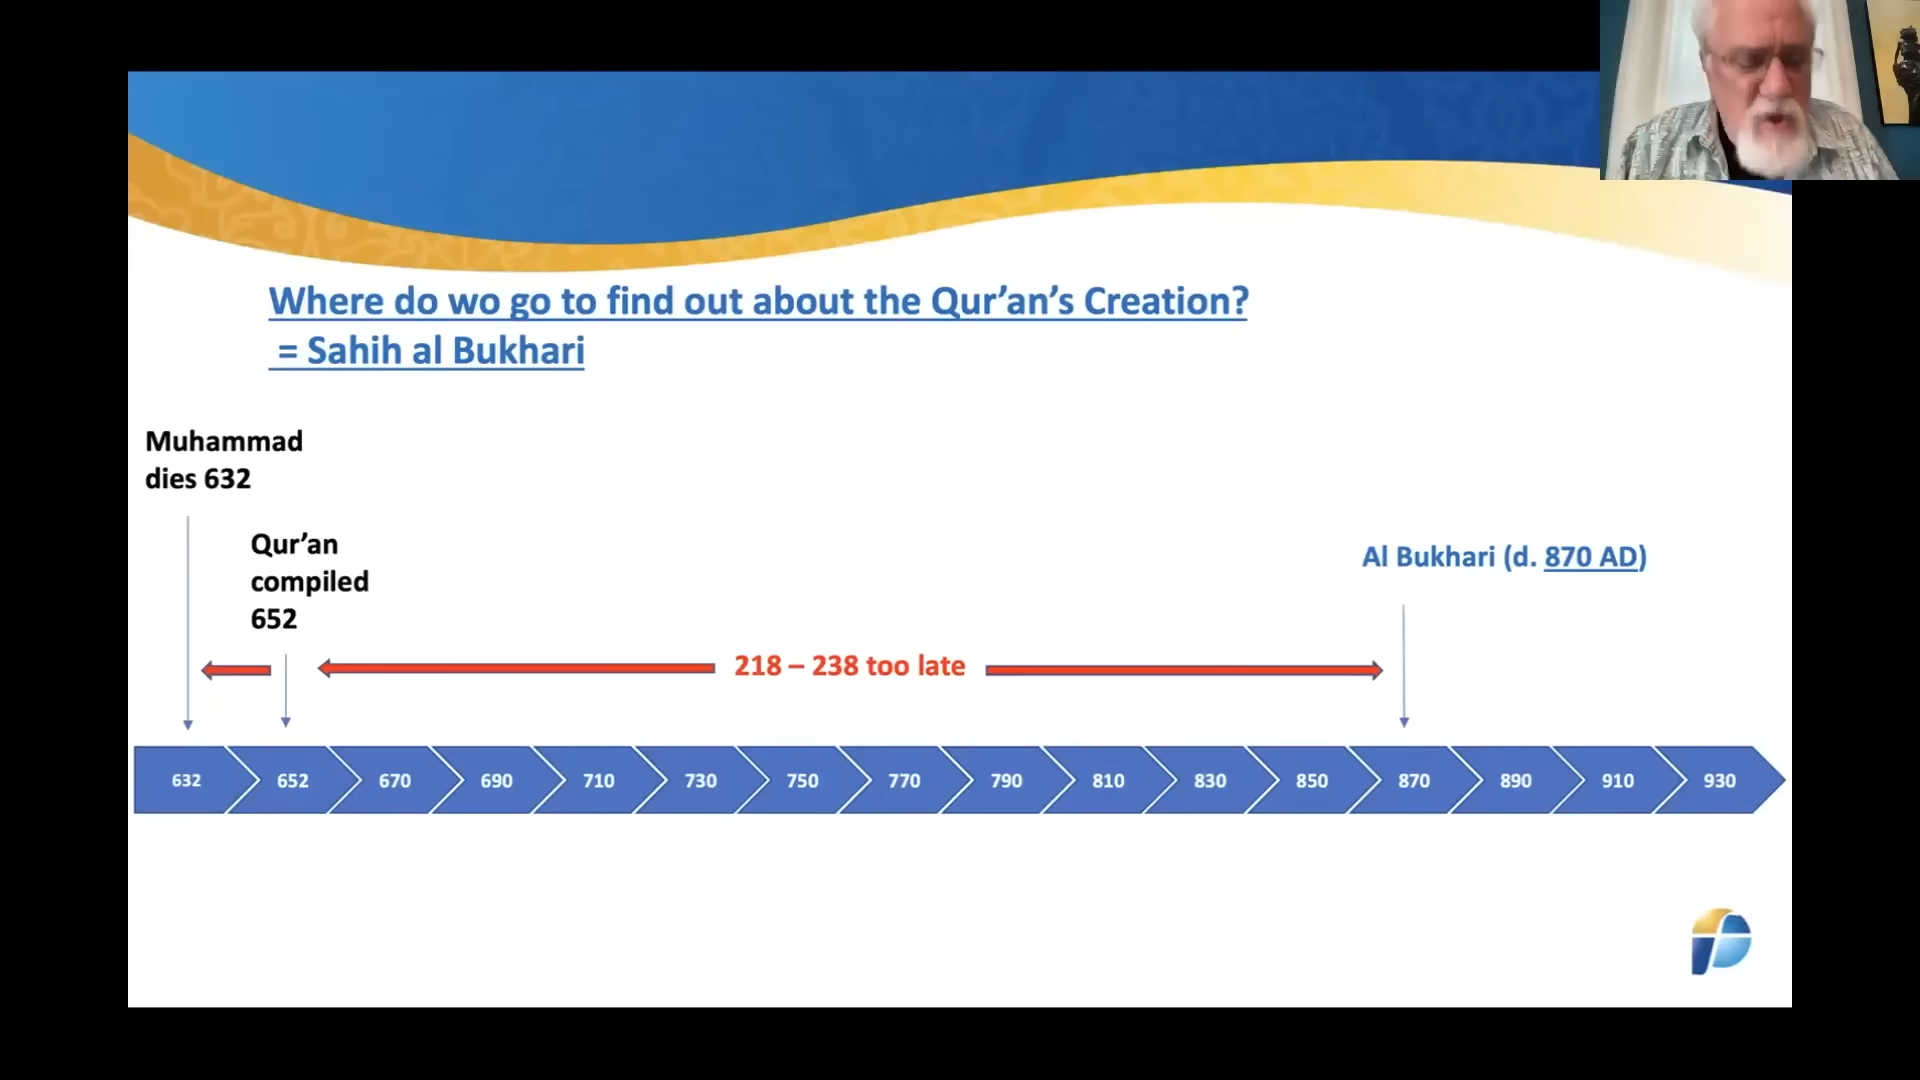 Where do wo go to find out about the Qur’an’s Creation?
= Sahih al Bukhari
Muhammad
dies 632
Qur’an
compiled
652
Al Bukhari (d. 870 AD)
218 – 238 too late
632 652 670 690 710 730 750 770 790 810 830 850 870 890 910 930